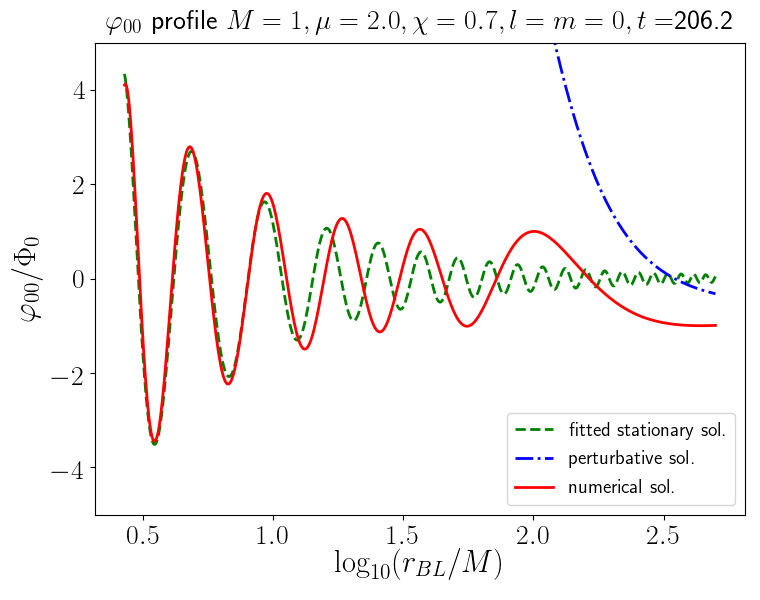 φ₀₀ profile M = 1, μ = 2.0, χ = 0.7, l = m = 0, t =206.2
φ₀₀/Φ₀
4
2
0
−2
−4
fitted stationary sol.
perturbative sol.
numerical sol.
0.5 1.0 1.5 2.0 2.5
log₁₀(r_BL/M)